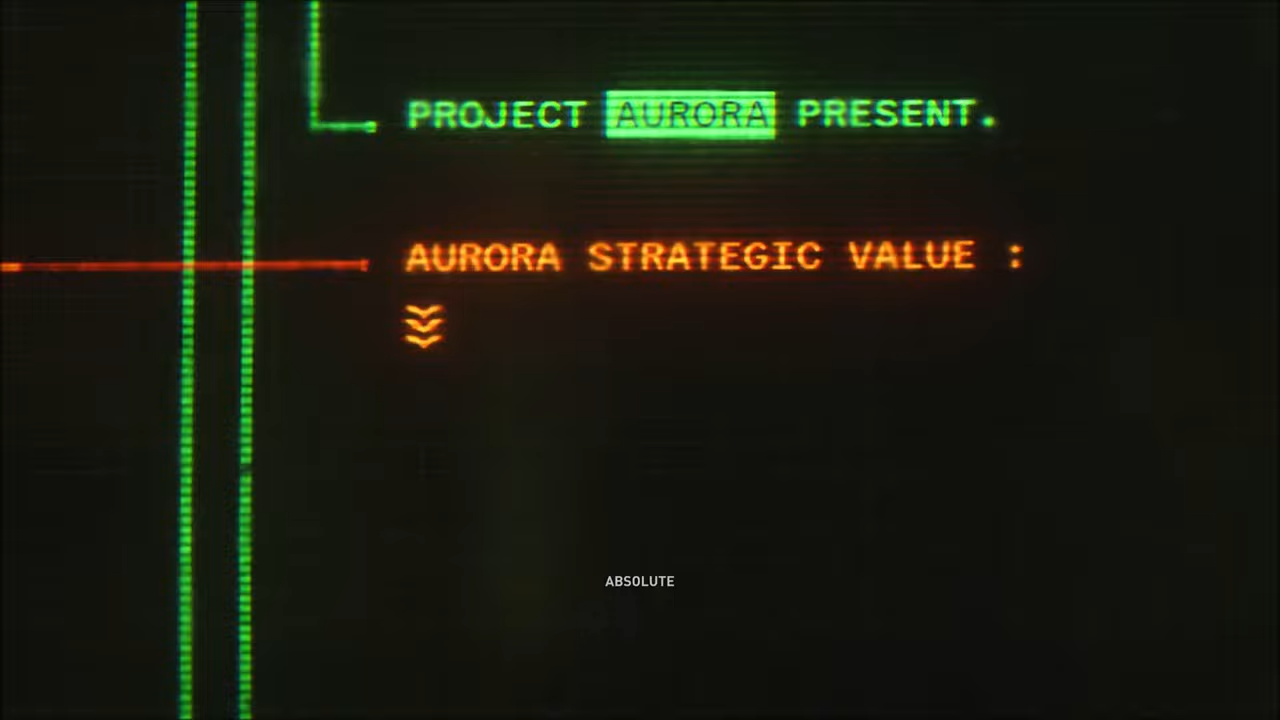 PROJECT AURORA PRESENT.
AURORA STRATEGIC VALUE :
ABSOLUTE